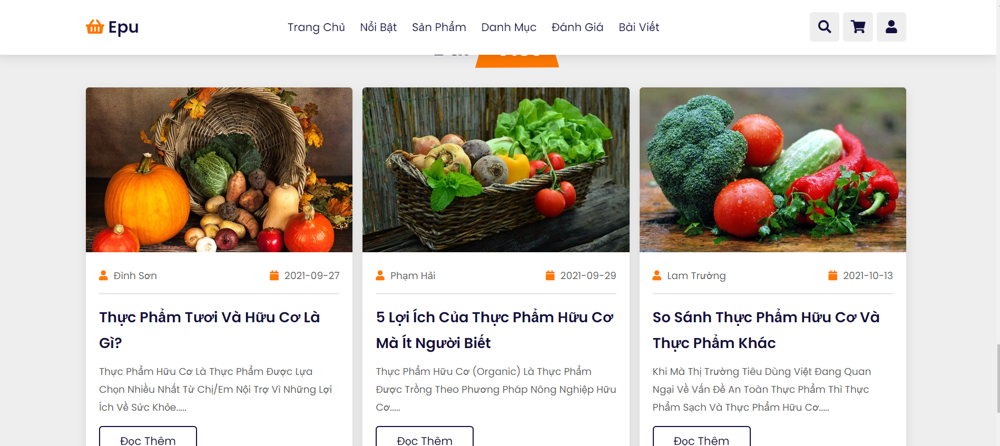 Epu
Trang Chủ Nổi Bật Sản Phẩm Danh Mục Đánh Giá Bài Viết
Đình Sơn 2021-09-27
Thực Phẩm Tươi Và Hữu Cơ Là
Gì?
Thực Phẩm Hữu Cơ Là Thực Phẩm Được Lựa
Chọn Nhiều Nhất Từ Chị/Em Nội Trợ Vì Những Lợi
Ích Về Sức Khỏe.....
Đọc Thêm
Phạm Hải 2021-09-29
5 Lợi Ích Của Thực Phẩm Hữu Cơ
Mà Ít Người Biết
Thực Phẩm Hữu Cơ (Organic) Là Thực Phẩm
Được Trồng Theo Phương Pháp Nông Nghiệp Hữu
Cơ.....
Đọc Thêm
Lam Trường 2021-10-13
So Sánh Thực Phẩm Hữu Cơ Và
Thực Phẩm Khác
Khi Mà Thị Trường Tiêu Dùng Việt Đang Quan
Ngại Về Vấn Đề An Toàn Thực Phẩm Thì Thực
Phẩm Sạch Và Thực Phẩm Hữu Cơ.....
Đọc Thêm